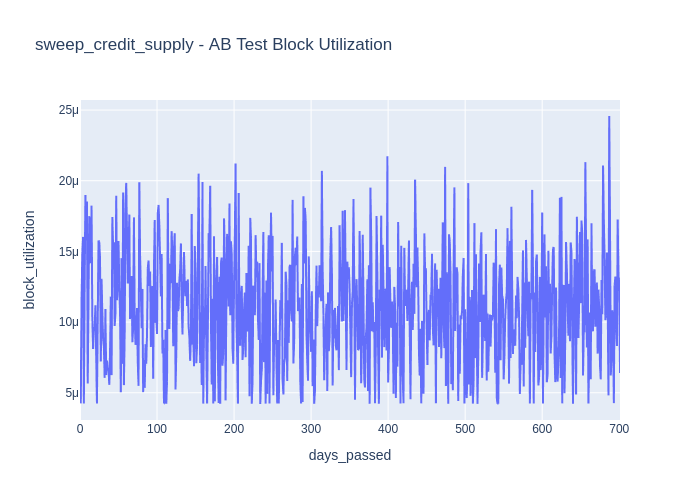 sweep_credit_supply - AB Test Block Utilization
block_utilization
25μ
20μ
15μ
10μ
5μ
0 100 200 300 400 500 600 700
days_passed